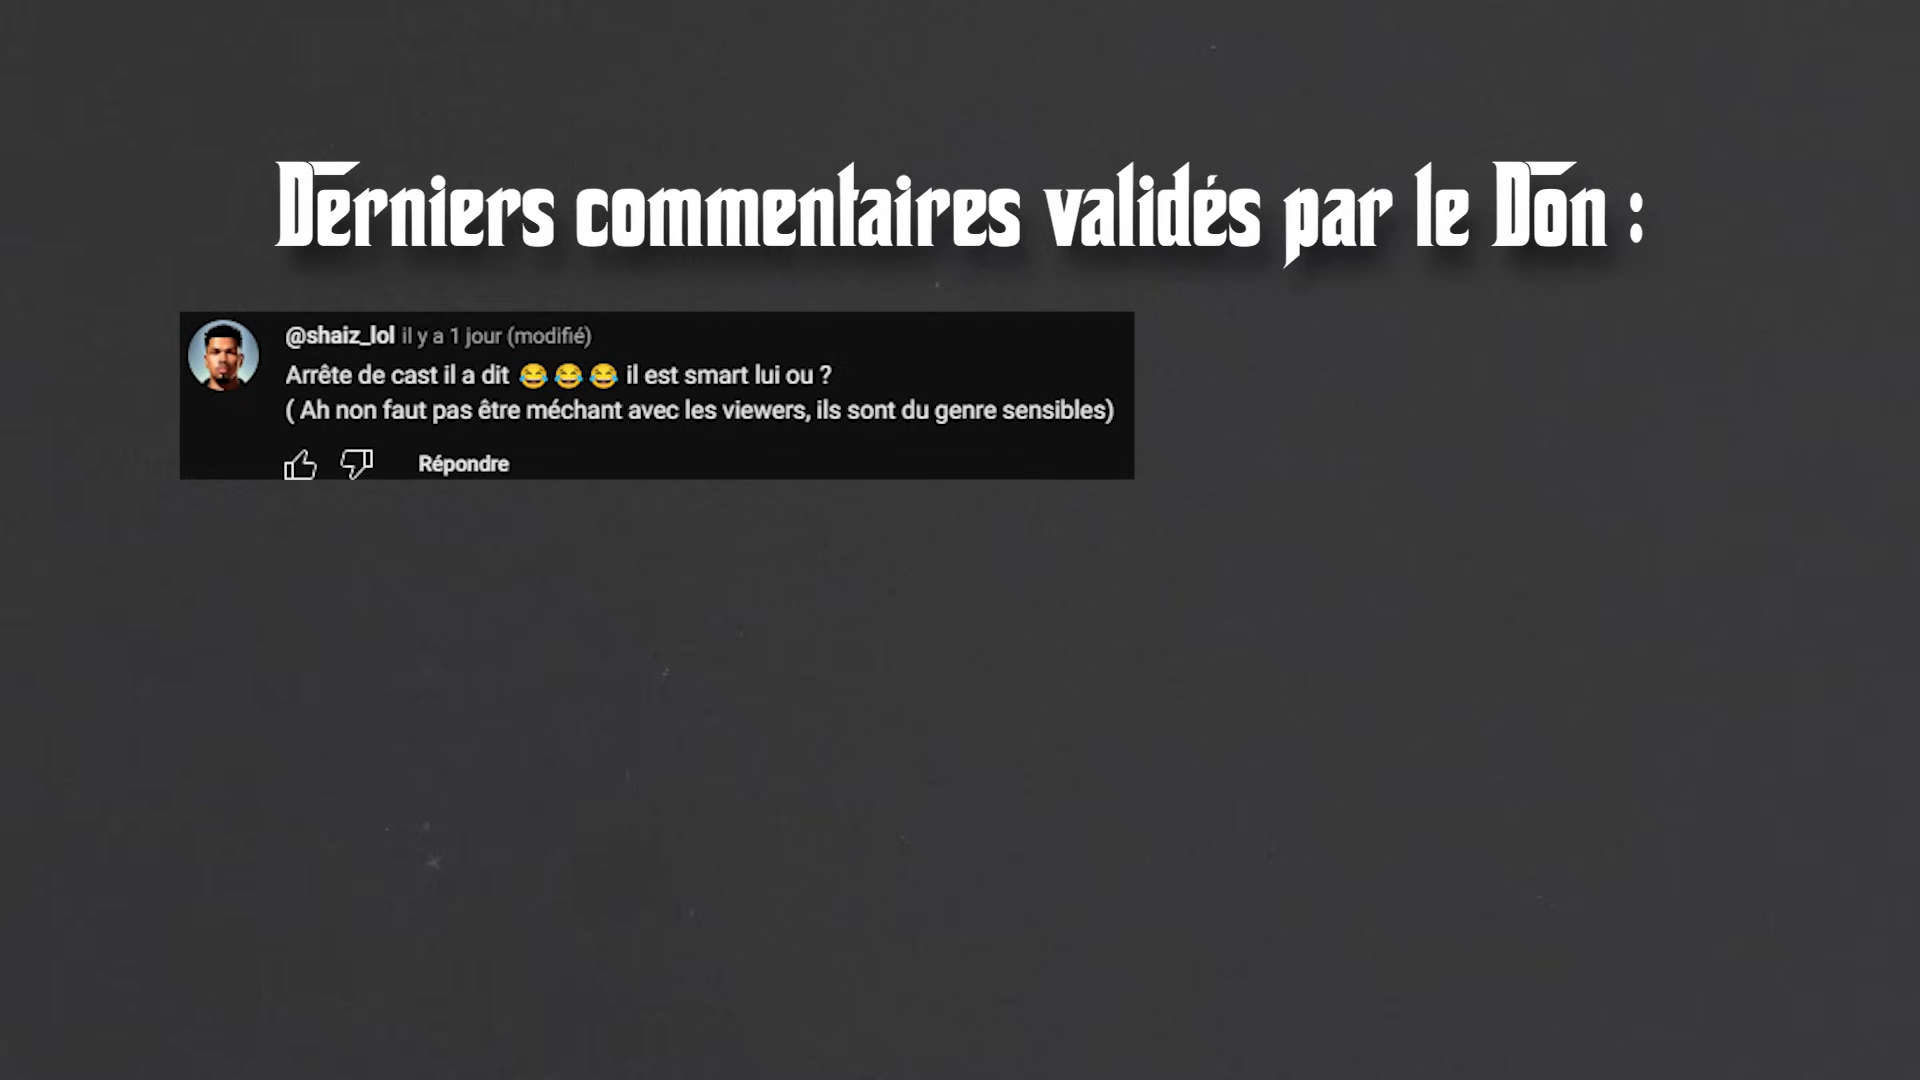 Derniers commentaires validés par le Don :
@shaiz_lol il y a 1 jour (modifié)
Arrête de cast il a dit 😂😂😂 il est smart lui ou ?
( Ah non faut pas être méchant avec les viewers, ils sont du genre sensibles)
Répondre